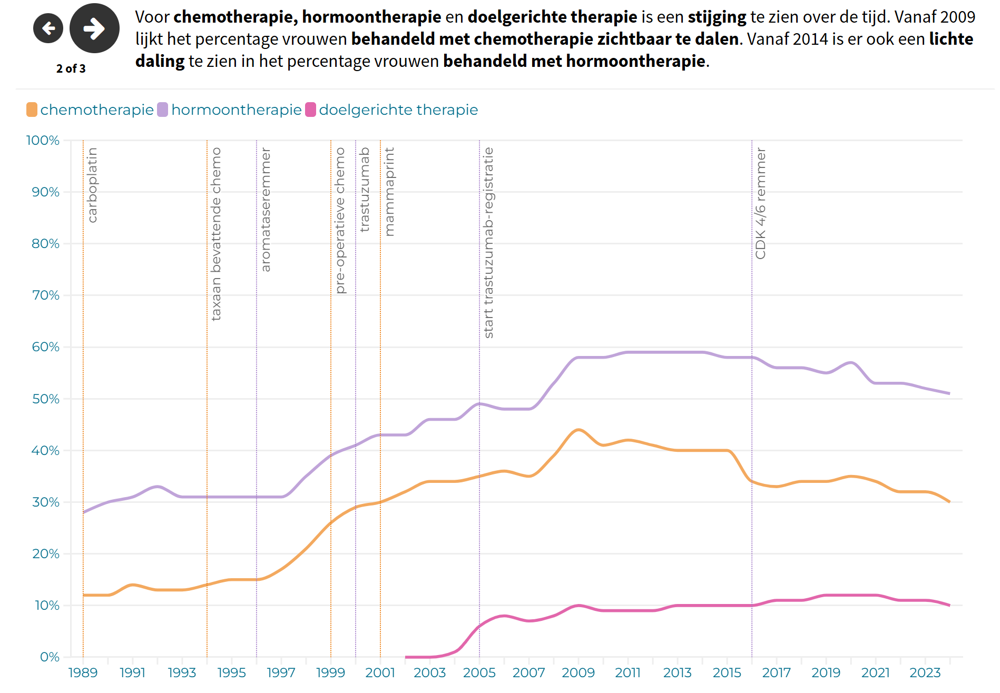 Voor chemotherapie, hormoontherapie en doelgerichte therapie is een stijging te zien over de tijd. Vanaf 2009
lijkt het percentage vrouwen behandeld met chemotherapie zichtbaar te dalen. Vanaf 2014 is er ook een lichte
daling te zien in het percentage vrouwen behandeld met hormoontherapie.
2 of 3
chemotherapie hormoontherapie doelgerichte therapie
100%
90%
80%
70%
60%
50%
40%
30%
20%
10%
0%
carboplatin
taxaan bevattende chemo
aromataseremmer
pre-operatieve chemo
trastuzumab
mammaprint
start trastuzumab-registratie
CDK 4/6 remmer
1989 1991 1993 1995 1997 1999 2001 2003 2005 2007 2009 2011 2013 2015 2017 2019 2021 2023